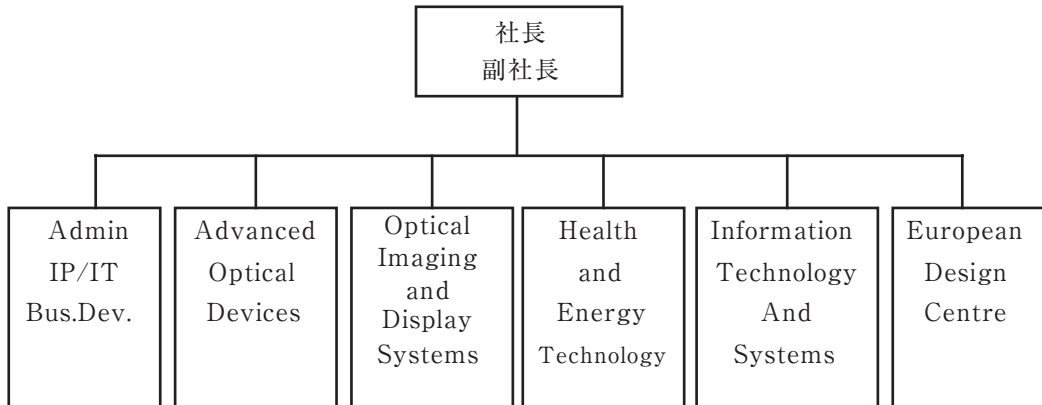 社長
副社長
Admin
IP/IT
Bus.Dev.
Advanced
Optical
Devices
Optical
Imaging
and
Display
Systems
Health
and
Energy
Technology
Information
Technology
And
Systems
European
Design
Centre